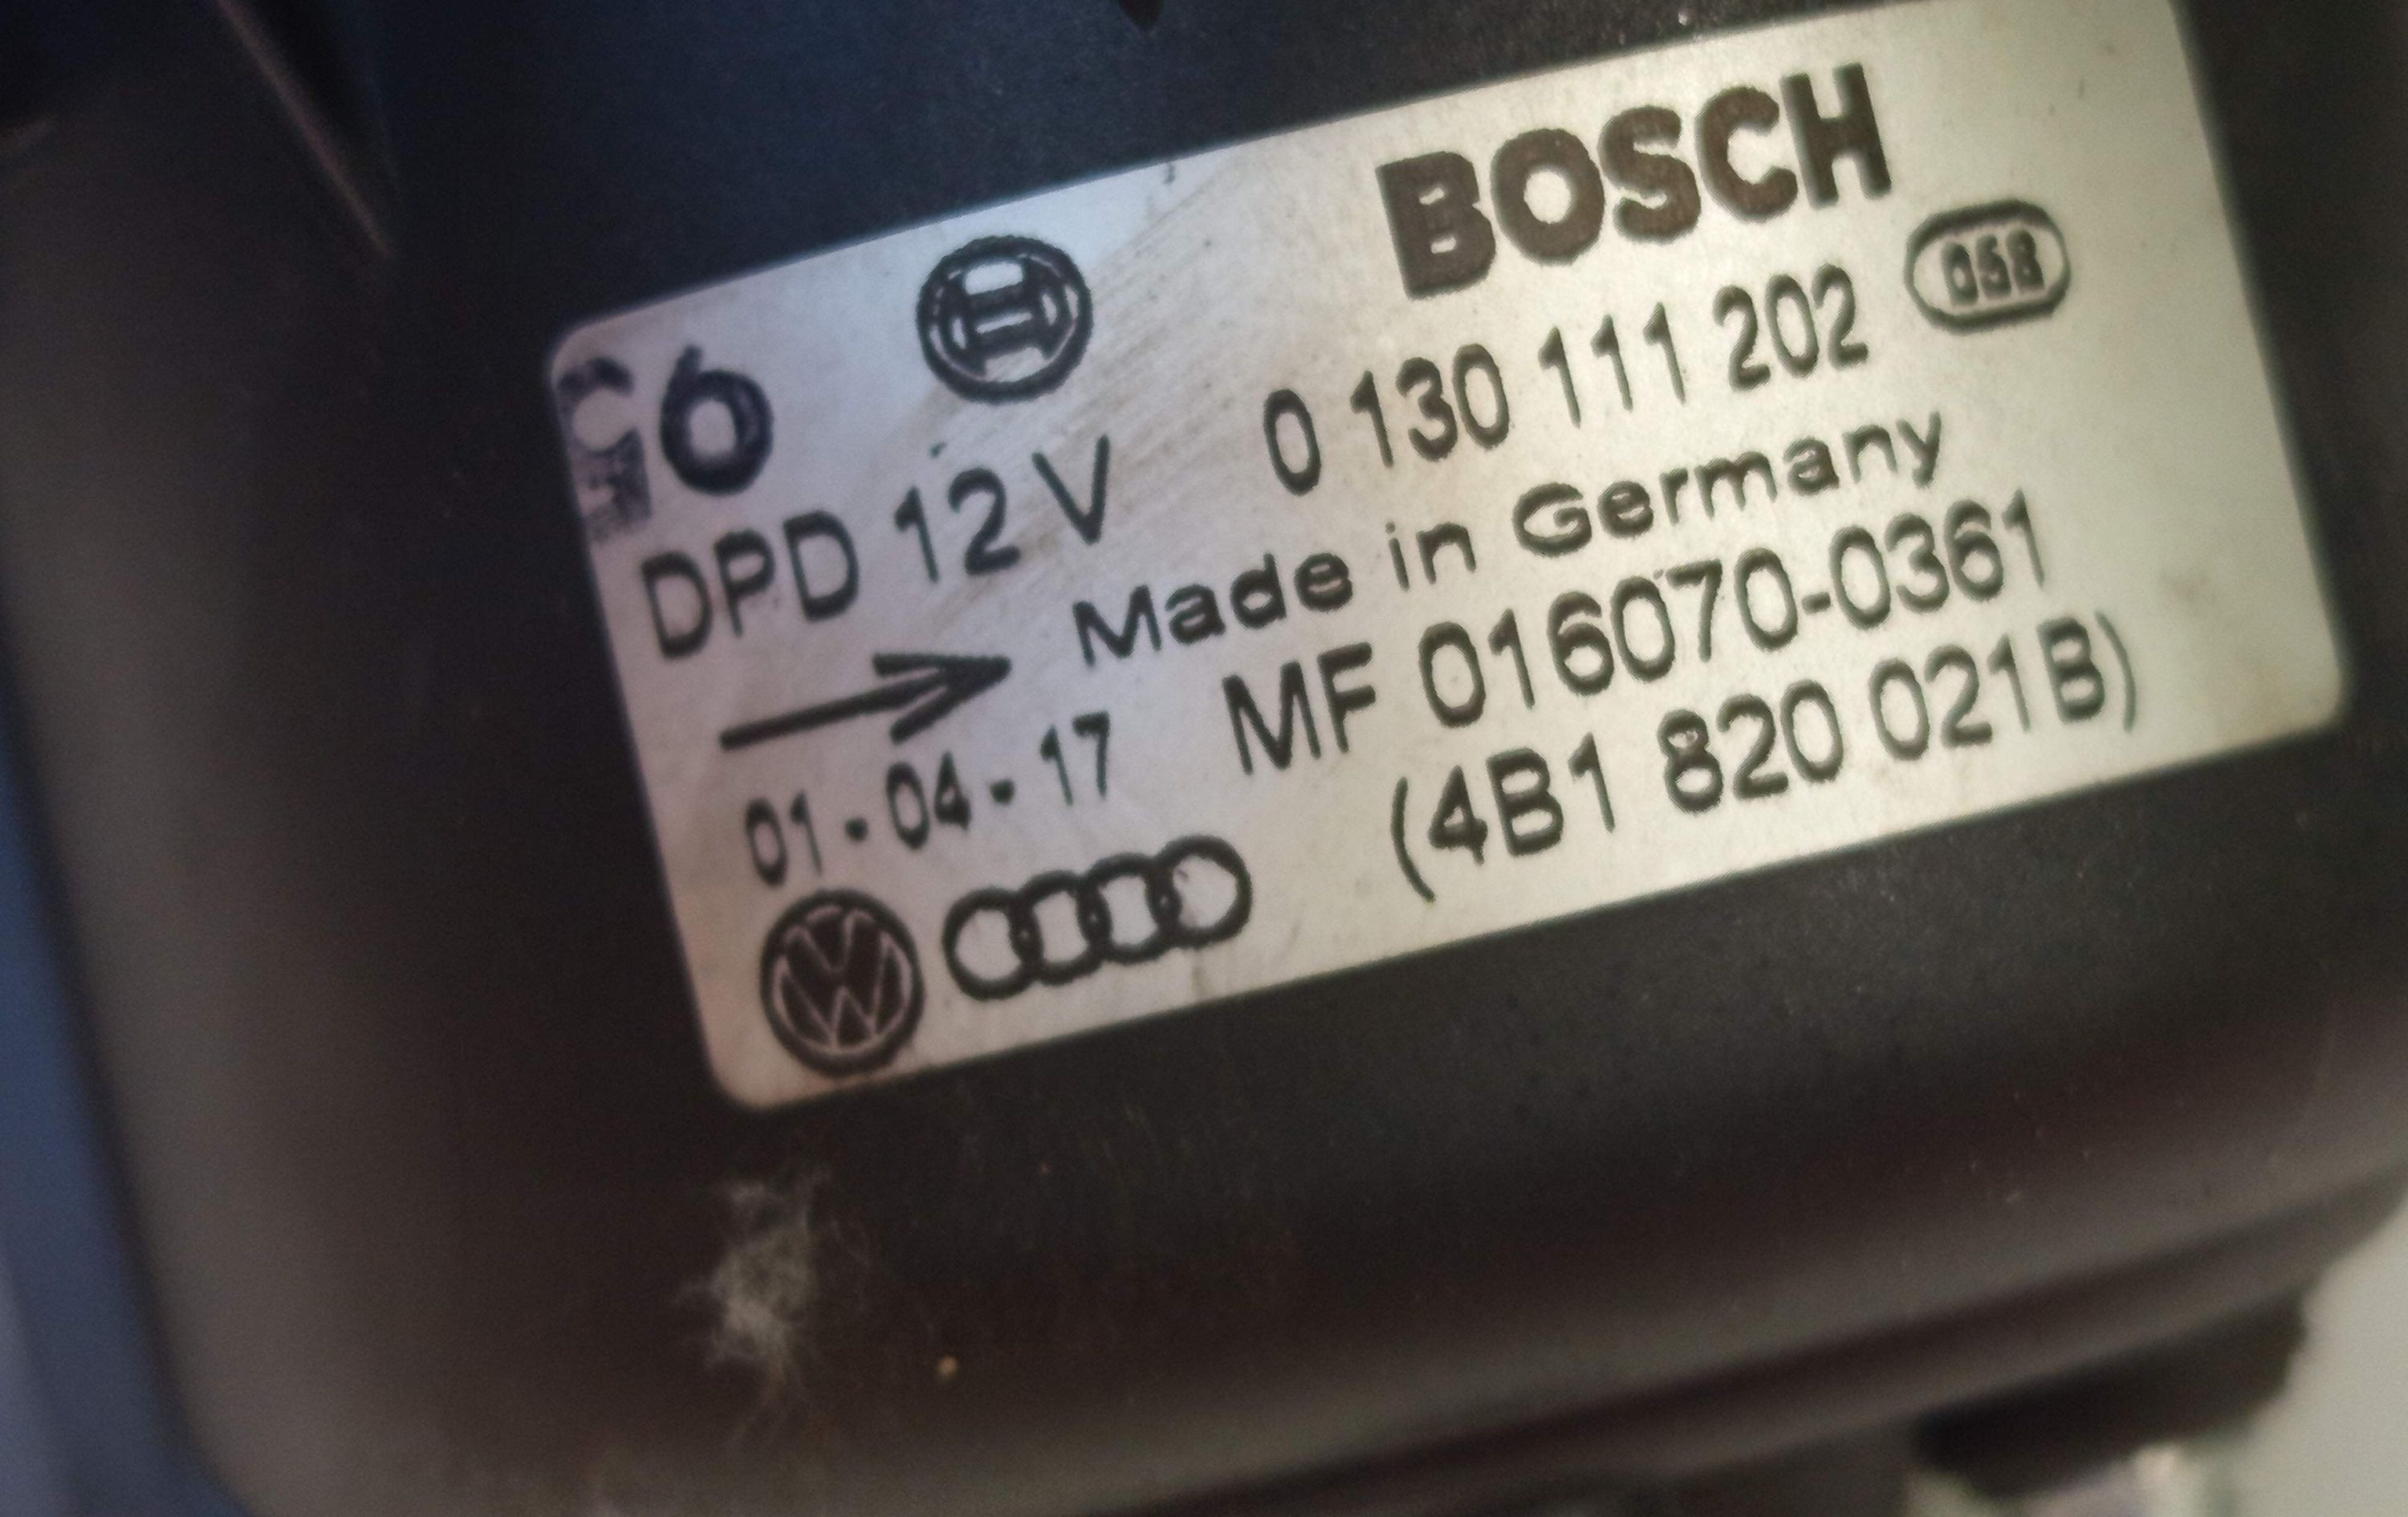 BOSCH
6
0 130 111 202
058
DPD 12 V
Made in Germany
MF 016070-0361
01-04-17
(4B1 820 021B)